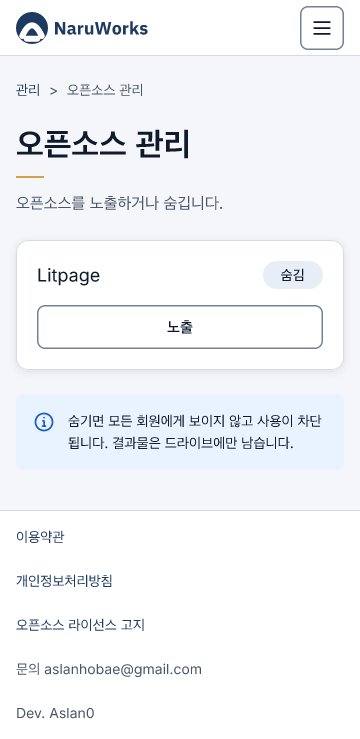 NaruWorks
관리 > 오픈소스 관리
오픈소스 관리
오픈소스를 노출하거나 숨깁니다.
Litpage
숨김
노출
숨기면 모든 회원에게 보이지 않고 사용이 차단
됩니다. 결과물은 드라이브에만 남습니다.
이용약관
개인정보처리방침
오픈소스 라이선스 고지
문의 aslanhobae@gmail.com
Dev. Aslan0